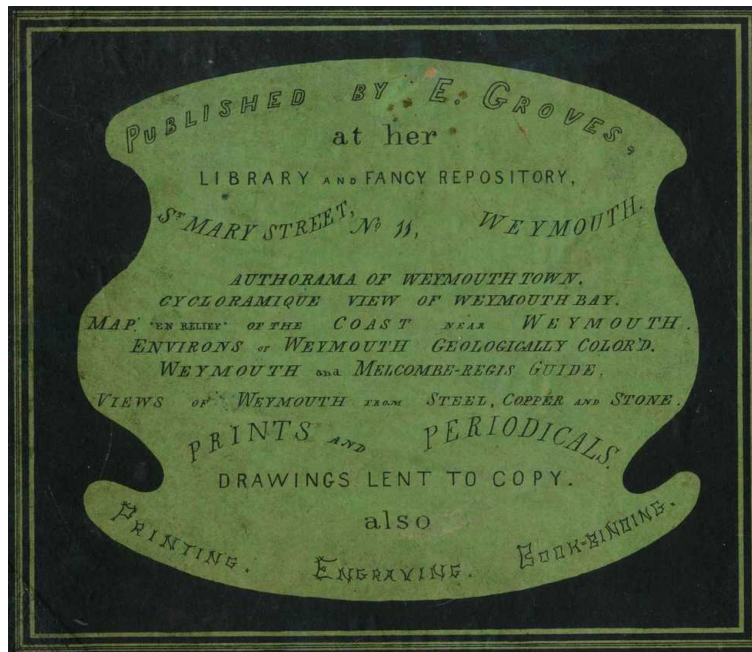 PUBLISHED BY E. GROVES,
at her
LIBRARY AND FANCY REPOSITORY,
ST. MARY STREET, No 11, WEYMOUTH.
AUTHORAMA OF WEYMOUTH TOWN.
CYCLORAMIQUE VIEW OF WEYMOUTH BAY.
MAP. "EN RELIEF" OF THE COAST NEAR WEYMOUTH.
ENVIRONS of WEYMOUTH GEOLOGICALLY COLOR'D.
WEYMOUTH and MELCOMBE-REGIS GUIDE,
VIEWS OF WEYMOUTH FROM STEEL, COPPER AND STONE.
PRINTS AND PERIODICALS.
DRAWINGS LENT TO COPY.
also
PRINTING. ENGRAVING. BOOK-BINDING.